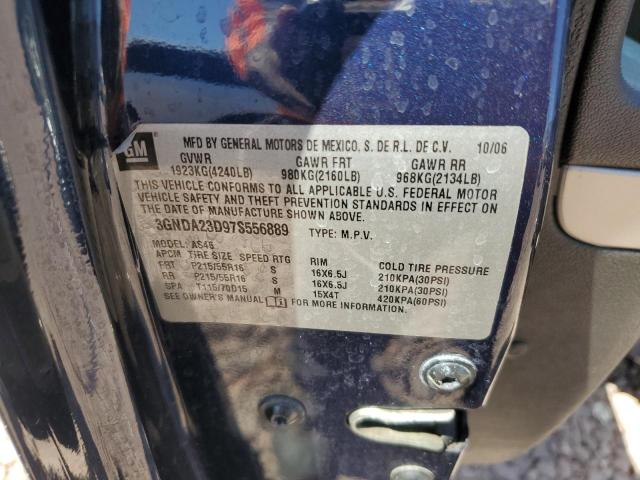 GM
MFD BY GENERAL MOTORS DE MEXICO, S. DE R.L. DE C.V. 10/06
GVWR GAWR FRT GAWR RR
1923KG(4240LB) 980KG(2160LB) 968KG(2134LB)
THIS VEHICLE CONFORMS TO ALL APPLICABLE U.S. FEDERAL MOTOR
VEHICLE SAFETY AND THEFT PREVENTION STANDARDS IN EFFECT ON
THE DATE OF MANUFACTURE SHOWN ABOVE.
3GNDA23D97S556889 TYPE: M.P.V.
MODEL: AS46
APCM TIRE SIZE SPEED RTG RIM COLD TIRE PRESSURE
FRT P215/55R16 S 16X6.5J 210KPA(30PSI)
RR P215/55R16 S 16X6.5J 210KPA(30PSI)
SPA T115/70D15 M 15X4T 420KPA(60PSI)
SEE OWNER'S MANUAL FOR MORE INFORMATION.